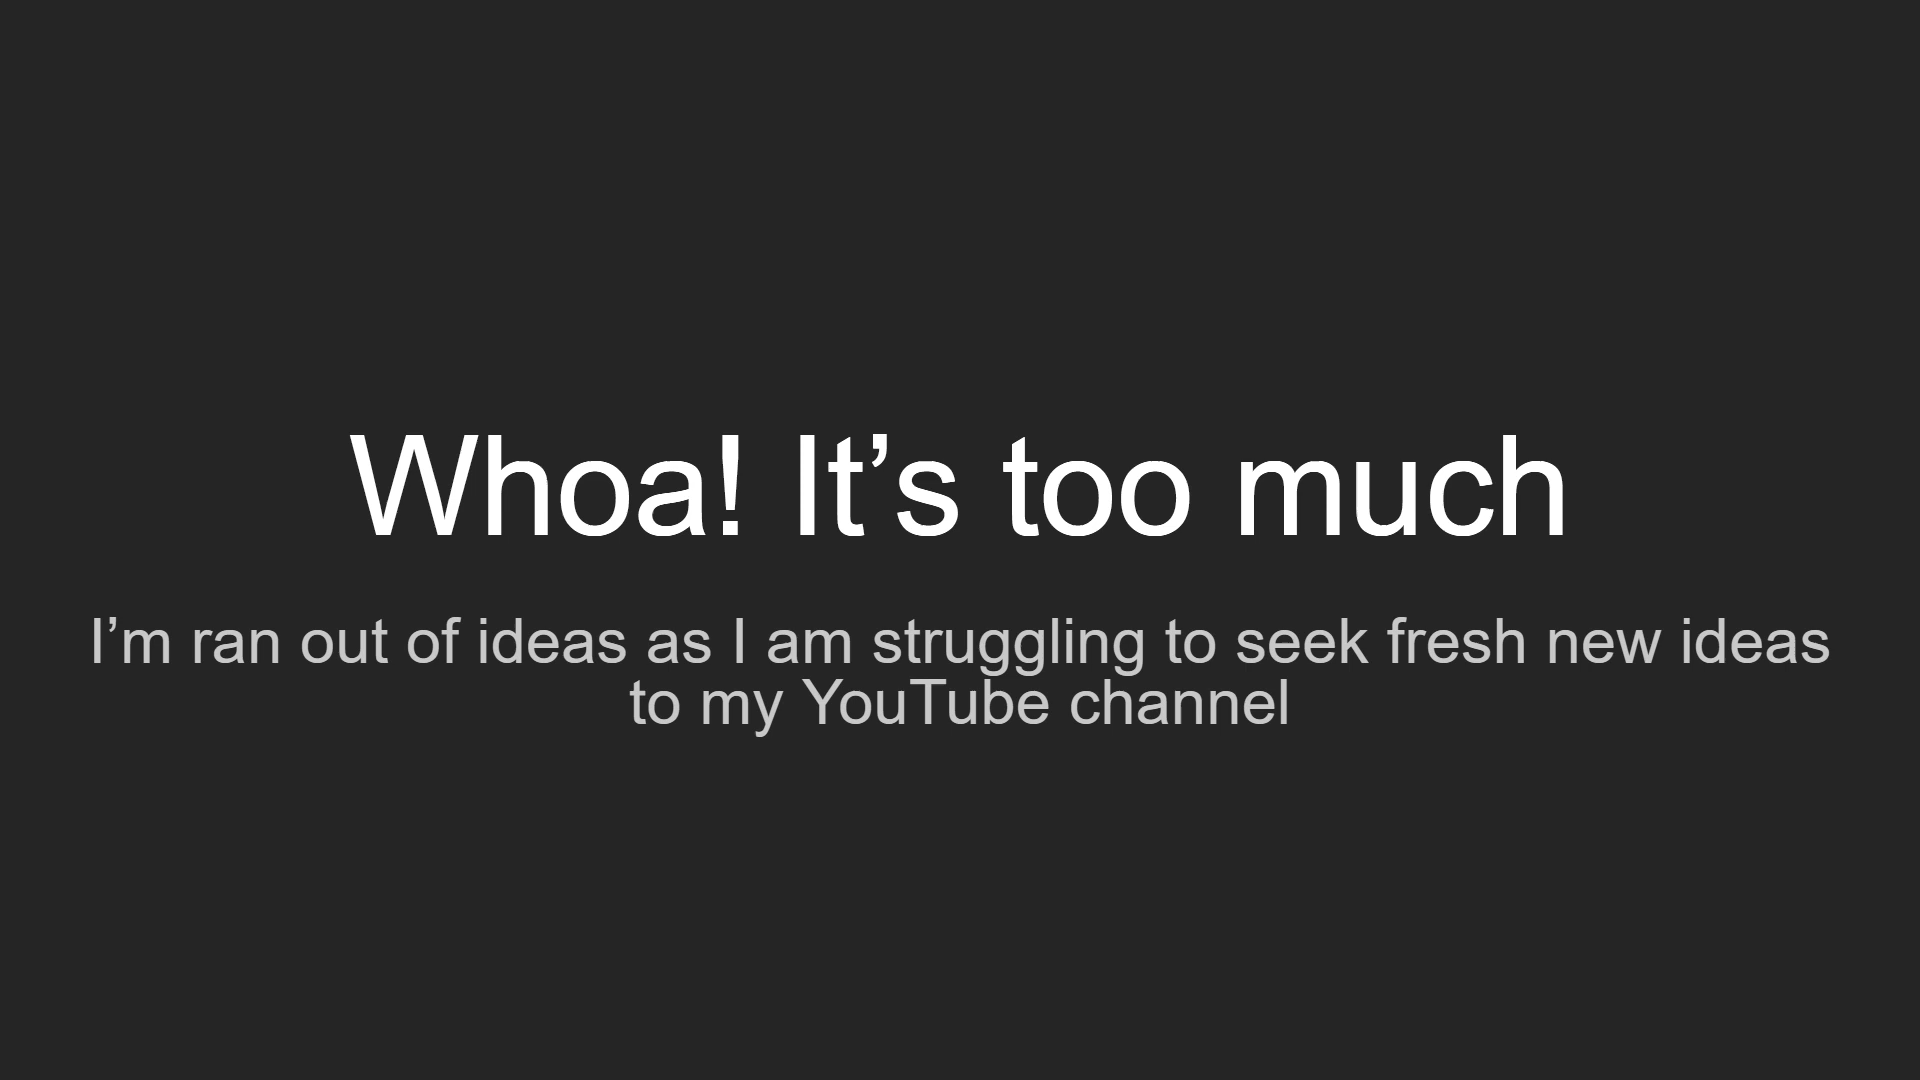 Whoa! It’s too much
I’m ran out of ideas as I am struggling to seek fresh new ideas
to my YouTube channel